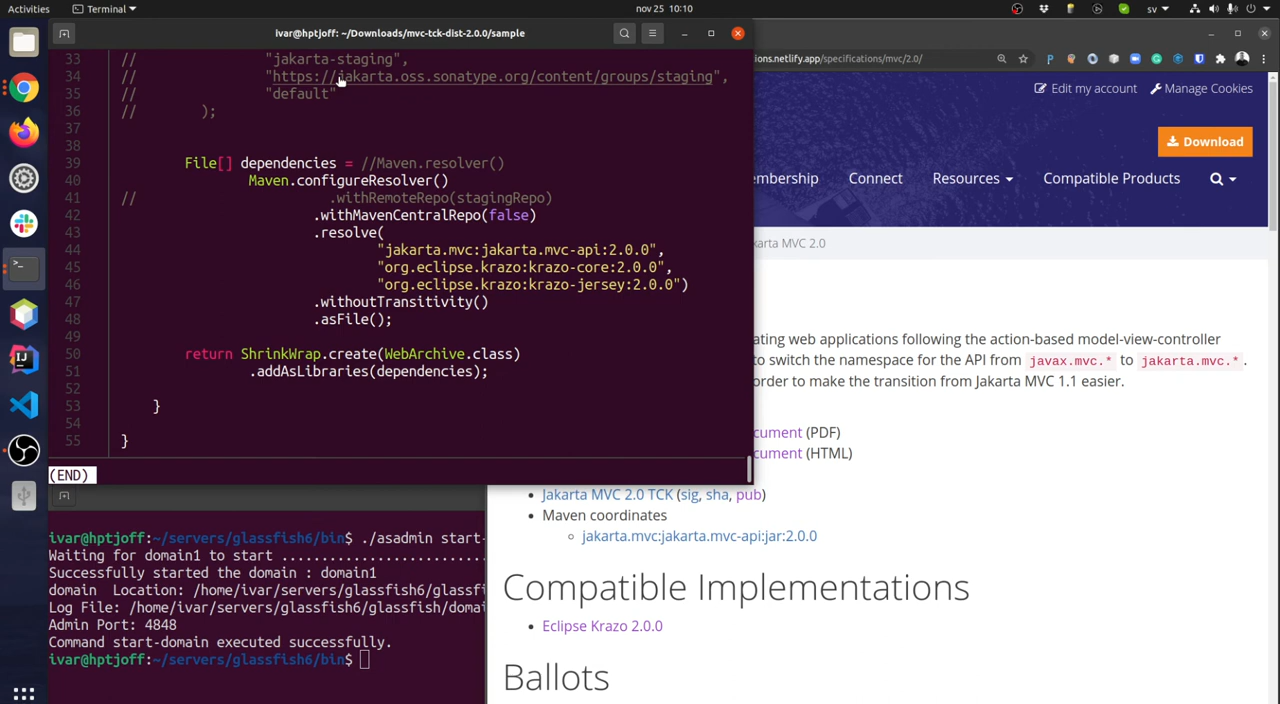 Activities
Terminal
nov 25 10:10
sv
ivar@hptjoff: ~/Downloads/mvc-tck-dist-2.0.0/sample
33 // "jakarta-staging",
34 // "https://jakarta.oss.sonatype.org/content/groups/staging",
35 // "default"
36 // );
37
38
39 File[] dependencies = //Maven.resolver()
40 Maven.configureResolver()
41 // .withRemoteRepo(stagingRepo)
42 .withMavenCentralRepo(false)
43 .resolve(
44 "jakarta.mvc:jakarta.mvc-api:2.0.0",
45 "org.eclipse.krazo:krazo-core:2.0.0",
46 "org.eclipse.krazo:krazo-jersey:2.0.0")
47 .withoutTransitivity()
48 .asFile();
49
50 return ShrinkWrap.create(WebArchive.class)
51 .addAsLibraries(dependencies);
52
53 }
54
55 }
(END)
ivar@hptjoff:~/servers/glassfish6/bin$ ./asadmin start-
Waiting for domain1 to start ..................
Successfully started the domain : domain1
domain Location: /home/ivar/servers/glassfish6/glassfi
Log File: /home/ivar/servers/glassfish6/glassfish/domai
Admin Port: 4848
Command start-domain executed successfully.
ivar@hptjoff:~/servers/glassfish6/bin$
ions.netlify.app/specifications/mvc/2.0/
Edit my account
Manage Cookies
Download
mbership
Connect
Resources
Compatible Products
karta MVC 2.0
ating web applications following the action-based model-view-controller
to switch the namespace for the API from javax.mvc.* to jakarta.mvc.*.
order to make the transition from Jakarta MVC 1.1 easier.
cument (PDF)
cument (HTML)
Jakarta MVC 2.0 TCK (sig, sha, pub)
Maven coordinates
jakarta.mvc:jakarta.mvc-api:jar:2.0.0
Compatible Implementations
Eclipse Krazo 2.0.0
Ballots